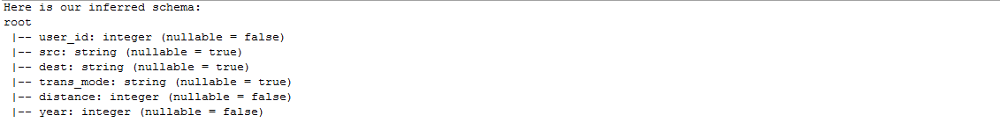 Here is our inferred schema:
root
 |-- user_id: integer (nullable = false)
 |-- src: string (nullable = true)
 |-- dest: string (nullable = true)
 |-- trans_mode: string (nullable = true)
 |-- distance: integer (nullable = false)
 |-- year: integer (nullable = false)